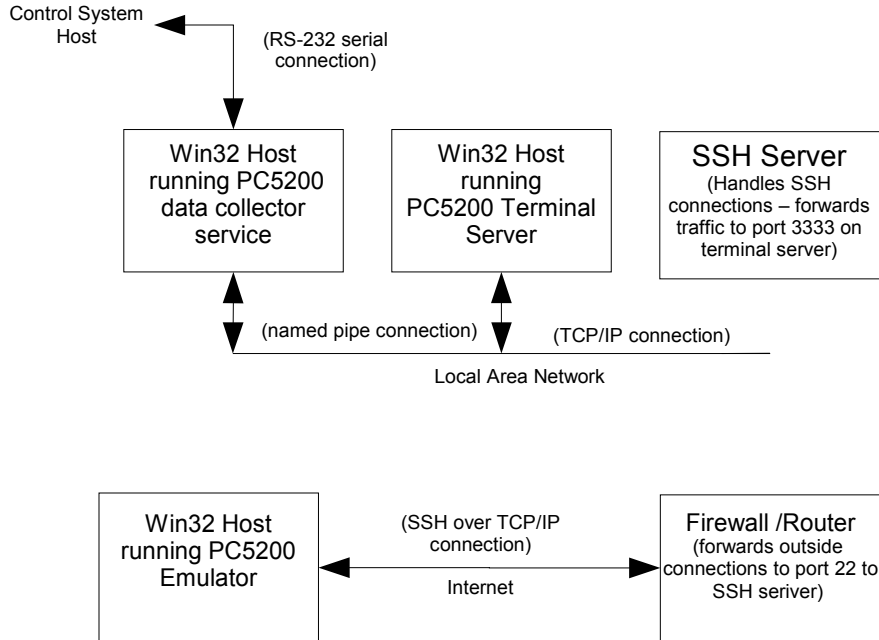 Control System
Host
(RS-232 serial
connection)
Win32 Host
running PC5200
data collector
service
Win32 Host
running
PC5200 Terminal
Server
SSH Server
(Handles SSH
connections – forwards
traffic to port 3333 on
terminal server)
(named pipe connection)
(TCP/IP connection)
Local Area Network
Win32 Host
running PC5200
Emulator
(SSH over TCP/IP
connection)
Internet
Firewall /Router
(forwards outside
connections to port 22 to
SSH seriver)